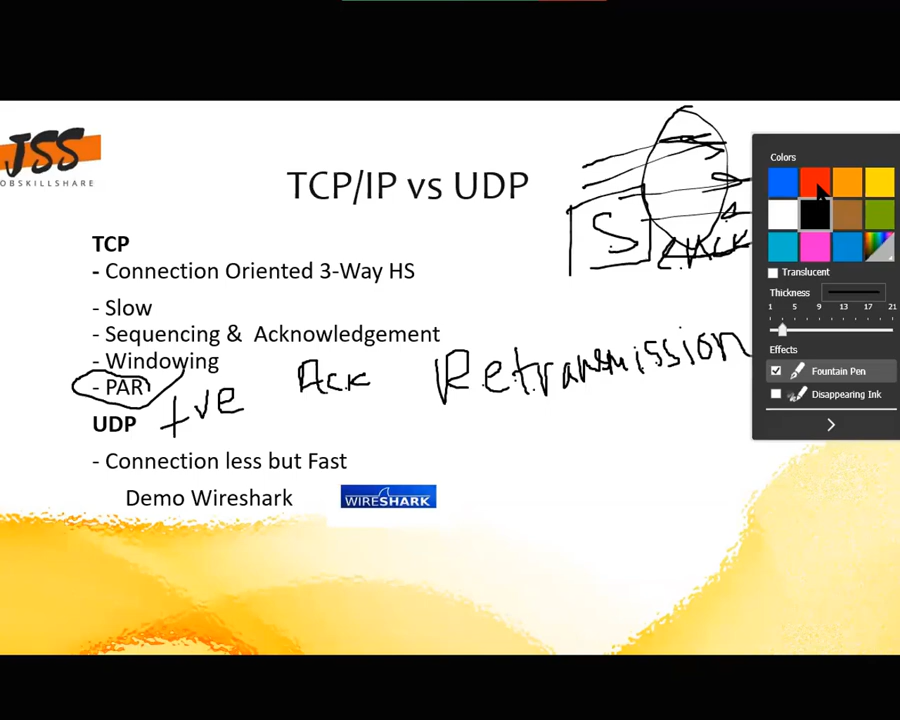 JSS
OBSKILLSHARE
TCP/IP vs UDP
S
ACK
TCP
- Connection Oriented 3-Way HS
- Slow
- Sequencing & Acknowledgement
- Windowing
- PAR
+ve Ack Retransmission
UDP
- Connection less but Fast
Demo Wireshark
WIRESHARK
Colors
Translucent
Thickness
1 5 9 13 17 21
Effects
Fountain Pen
Disappearing Ink